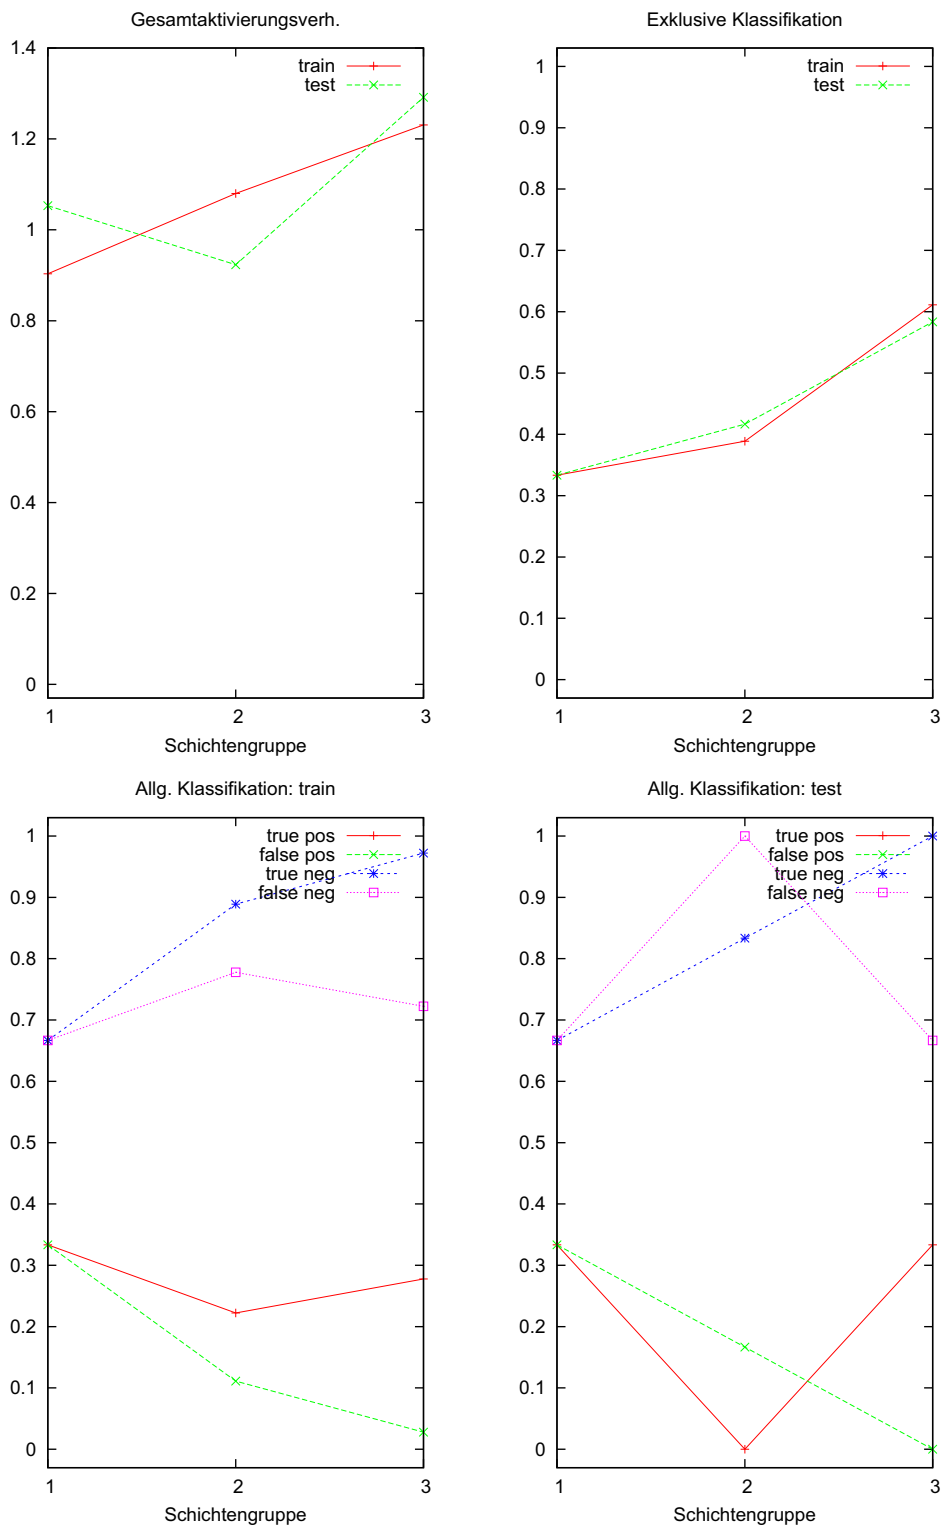 Gesamtaktivierungsverh.
1.4
1.2
1
0.8
0.6
0.4
0.2
0
train
test
1 2 3
Schichtengruppe
Exklusive Klassifikation
1
0.9
0.8
0.7
0.6
0.5
0.4
0.3
0.2
0.1
0
train
test
1 2 3
Schichtengruppe
Allg. Klassifikation: train
1
0.9
0.8
0.7
0.6
0.5
0.4
0.3
0.2
0.1
0
true pos
false pos
true neg
false neg
1 2 3
Schichtengruppe
Allg. Klassifikation: test
1
0.9
0.8
0.7
0.6
0.5
0.4
0.3
0.2
0.1
0
true pos
false pos
true neg
false neg
1 2 3
Schichtengruppe